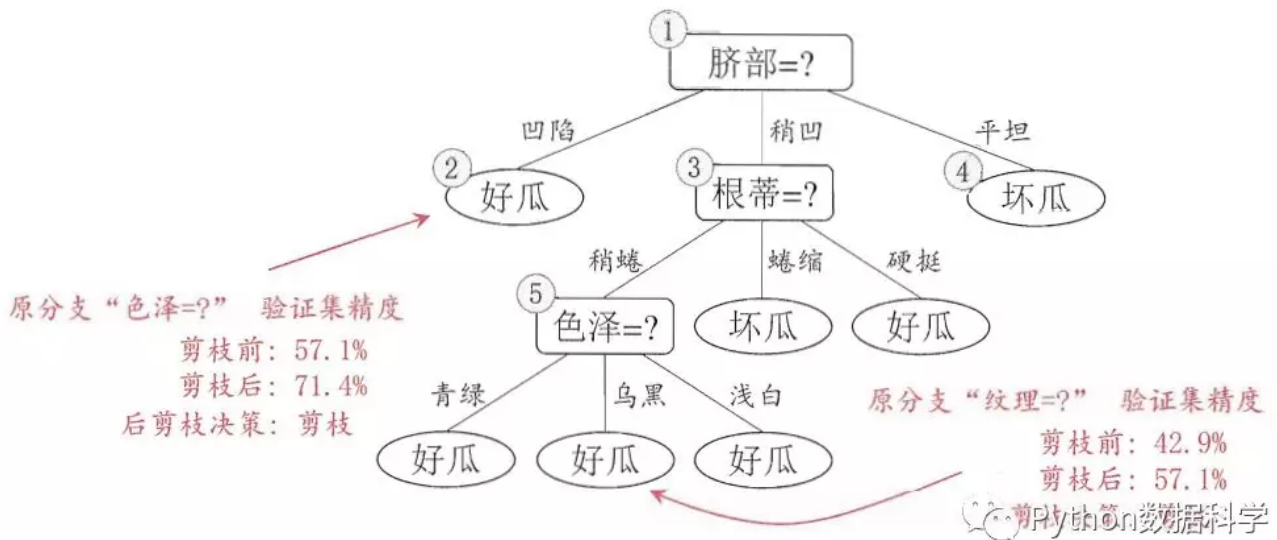 ①
脐部=?
凹陷
稍凹
平坦
②
好瓜
③
根蒂=?
④
坏瓜
稍蜷
蜷缩
硬挺
原分支“色泽=?” 验证集精度
剪枝前: 57.1%
剪枝后: 71.4%
后剪枝决策: 剪枝
⑤
色泽=?
坏瓜
好瓜
青绿
乌黑
浅白
好瓜
好瓜
好瓜
原分支“纹理=?” 验证集精度
剪枝前: 42.9%
剪枝后: 57.1%
Python数据科学